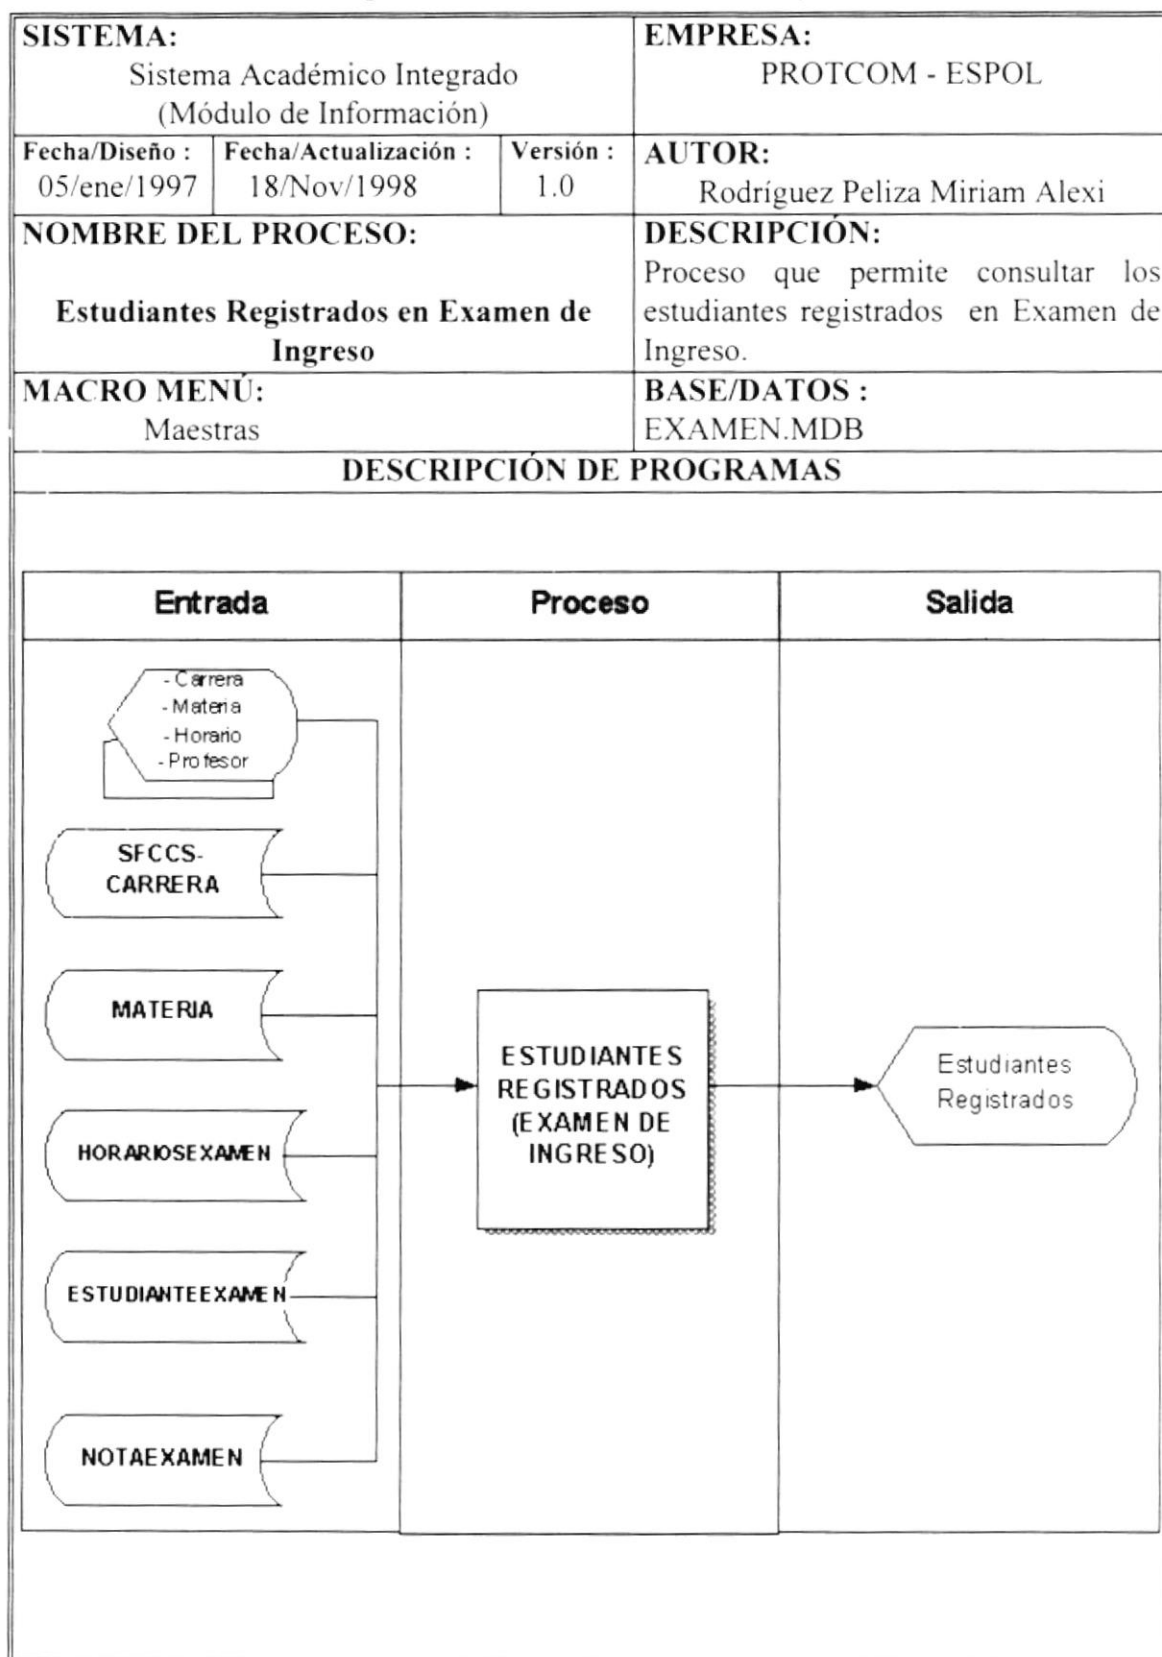 SISTEMA:
Sistema Académico Integrado
(Módulo de Información)
EMPRESA:
PROTCOM - ESPOL
Fecha/Diseño :
05/ene/1997
Fecha/Actualización :
18/Nov/1998
Versión :
1.0
AUTOR:
Rodríguez Peliza Miriam Alexi
NOMBRE DEL PROCESO:
Estudiantes Registrados en Examen de
Ingreso
DESCRIPCIÓN:
Proceso que permite consultar los
estudiantes registrados en Examen de
Ingreso.
MACRO MENÚ:
Maestras
BASE/DATOS :
EXAMEN.MDB
DESCRIPCIÓN DE PROGRAMAS
Entrada
Proceso
Salida
- Carrera
- Materia
- Horario
- Profesor
SFCCS-
CARRERA
MATERIA
HORARIOSEXAMEN
ESTUDIANTEEXAMEN
NOTAEXAMEN
ESTUDIANTES
REGISTRADOS
(EXAMEN DE
INGRESO)
Estudiantes
Registrados